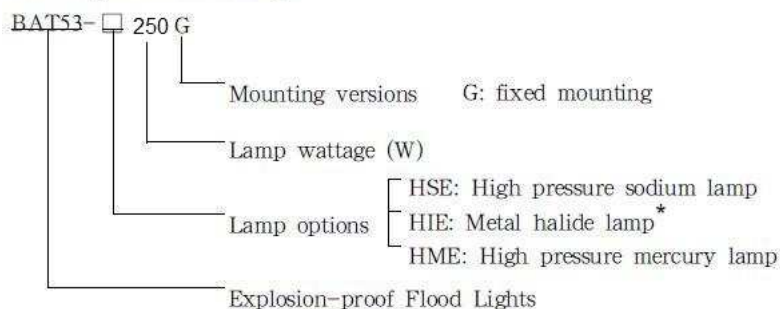 BAT53-□ 250 G
Mounting versions G: fixed mounting
Lamp wattage (W)
HSE: High pressure sodium lamp
Lamp options HIE: Metal halide lamp*
HME: High pressure mercury lamp
Explosion-proof Flood Lights